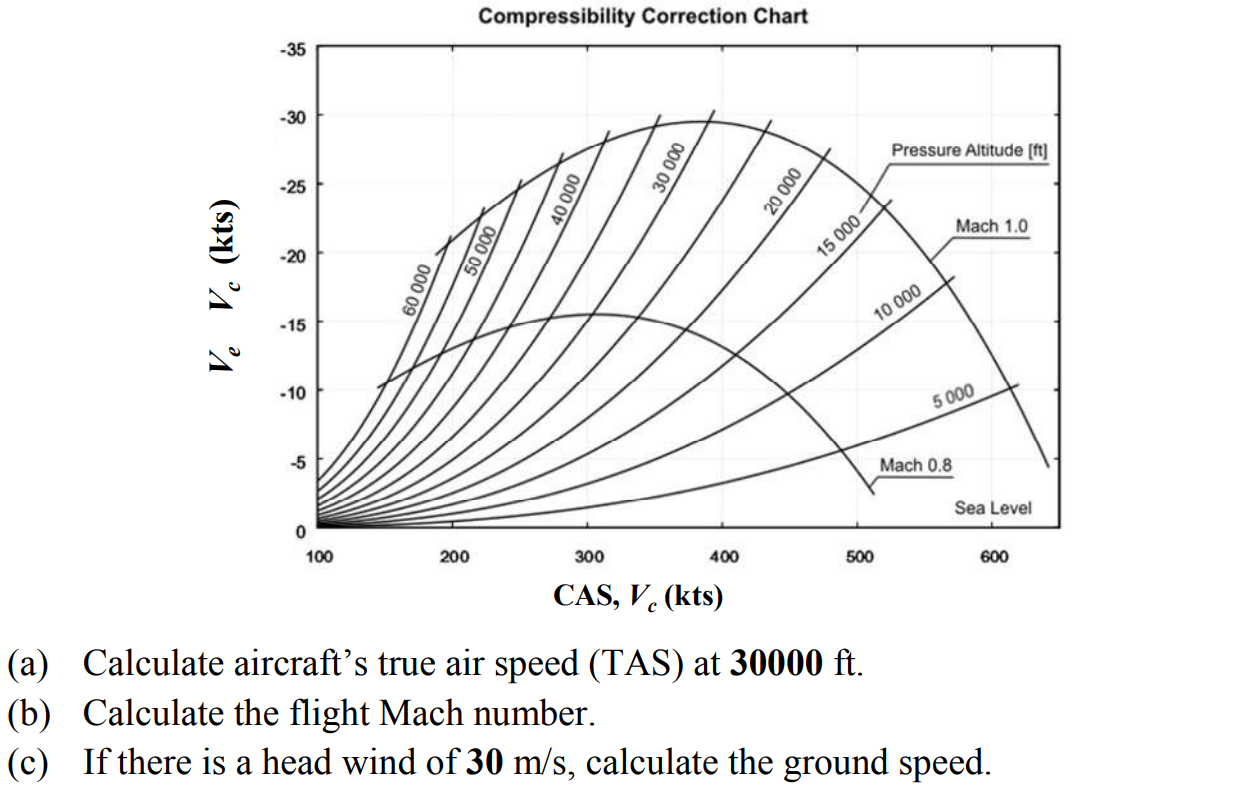 Compressibility Correction Chart
-35
-30
-25
-20
-15
-10
-5
0
100 200 300 400 500 600
Ve Vc (kts)
CAS, Vc (kts)
60 000
50 000
40 000
30 000
20 000
15 000
10 000
5 000
Pressure Altitude [ft]
Mach 1.0
Mach 0.8
Sea Level
(a) Calculate aircraft’s true air speed (TAS) at 30000 ft.
(b) Calculate the flight Mach number.
(c) If there is a head wind of 30 m/s, calculate the ground speed.